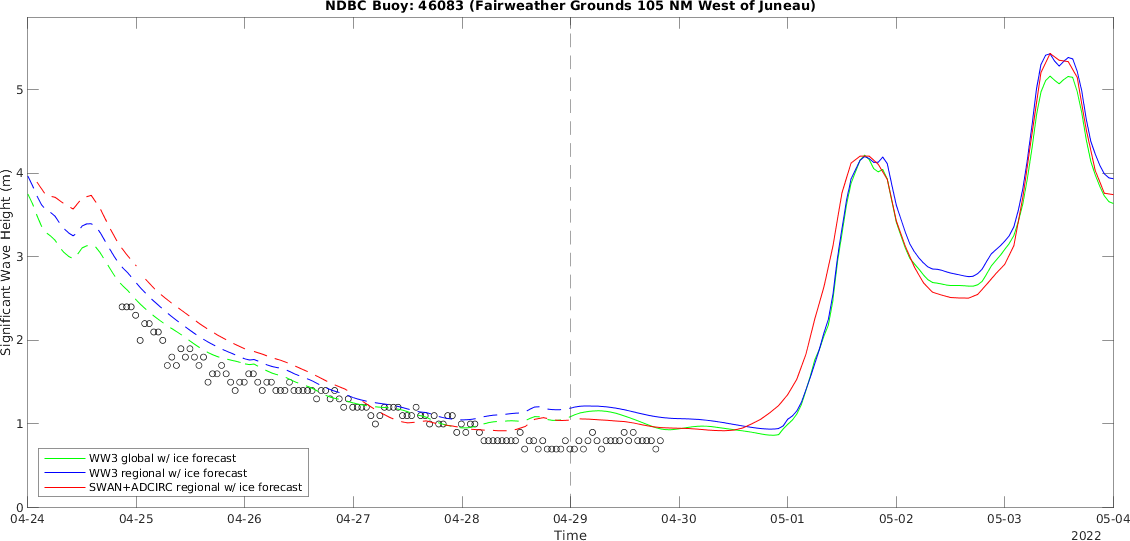 NDBC Buoy: 46083 (Fairweather Grounds 105 NM West of Juneau)
Significant Wave Height (m)
5
4
3
2
1
0
WW3 global w/ ice forecast
WW3 regional w/ ice forecast
SWAN+ADCIRC regional w/ ice forecast
04-24 04-25 04-26 04-27 04-28 04-29 04-30 05-01 05-02 05-03 05-04
Time
2022